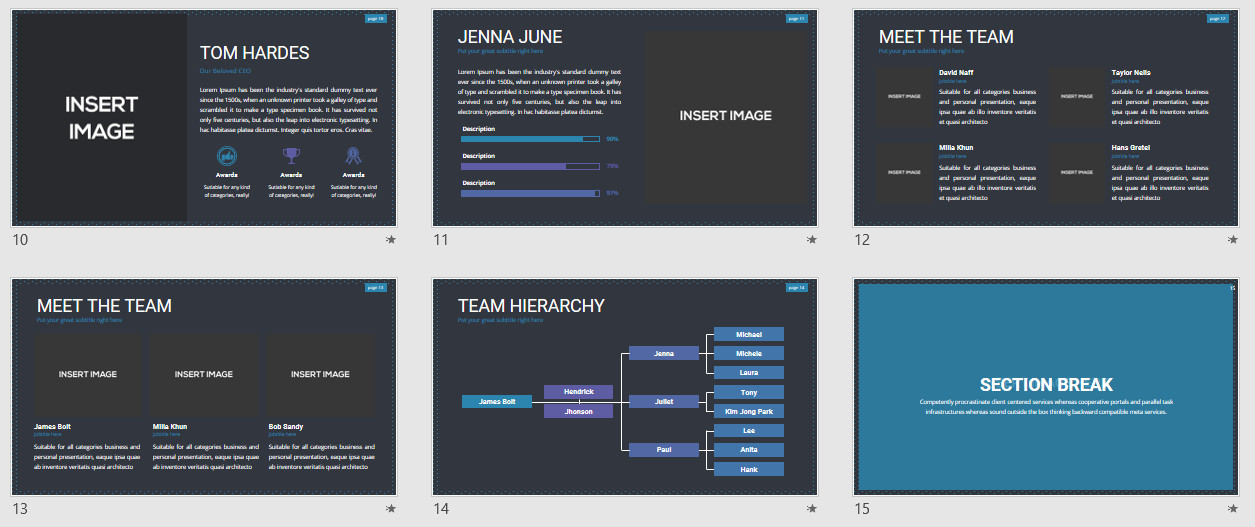 page 10
INSERT
IMAGE
TOM HARDES
Our Beloved CEO
Lorem Ipsum has been the industry's standard dummy text ever
since the 1500s, when an unknown printer took a galley of type and
scrambled it to make a type specimen book. It has survived not
only five centuries, but also the leap into electronic typesetting. In
hac habitasse platea dictumst. Integer quis tortor eros. Cras vitae.
Awards
Awards
Awards
Suitable for any kind
of categories, really!
Suitable for any kind
of categories, really!
Suitable for any kind
of categories, really!
10
page 11
JENNA JUNE
Put your great subtitle right here
Lorem Ipsum has been the industry's standard dummy text
ever since the 1500s, when an unknown printer took a galley
of type and scrambled it to make a type specimen book. It
has survived not only five centuries, but also the leap into
electronic typesetting. In hac habitasse platea dictumst.
Description
90%
Description
75%
Description
97%
INSERT IMAGE
11
page 12
MEET THE TEAM
Put your great subtitle right here
INSERT IMAGE
David Naff
jobtitle here
Suitable for all categories business
and personal presentation, eaque
ipsa quae ab illo inventore veritatis
et quasi architecto
INSERT IMAGE
Taylor Nells
jobtitle here
Suitable for all categories business
and personal presentation, eaque
ipsa quae ab illo inventore veritatis
et quasi architecto
INSERT IMAGE
Milla Khun
jobtitle here
Suitable for all categories business
and personal presentation, eaque
ipsa quae ab illo inventore veritatis
et quasi architecto
INSERT IMAGE
Hans Gretel
jobtitle here
Suitable for all categories business
and personal presentation, eaque
ipsa quae ab illo inventore veritatis
et quasi architecto
12
page 13
MEET THE TEAM
Put your great subtitle right here
INSERT IMAGE
INSERT IMAGE
INSERT IMAGE
James Bolt
jobtitle here
Suitable for all categories business and
personal presentation, eaque ipsa quae
ab inventore veritatis quasi architecto
Milla Khun
jobtitle here
Suitable for all categories business and
personal presentation, eaque ipsa quae
ab inventore veritatis quasi architecto
Bob Bandy
jobtitle here
Suitable for all categories business and
personal presentation, eaque ipsa quae
ab inventore veritatis quasi architecto
13
page 14
TEAM HIERARCHY
Put your great subtitle right here
James Bolt
Hendrick
Jhonson
Jenna
Juliet
Paul
Michael
Michele
Laura
Tony
Kim Jong Park
Lee
Anita
Hank
14
15
SECTION BREAK
Competently procrastinate client centered services whereas cooperative portals and parallel task
infrastructures whereas sound outside the box thinking backward compatible meta services.
15